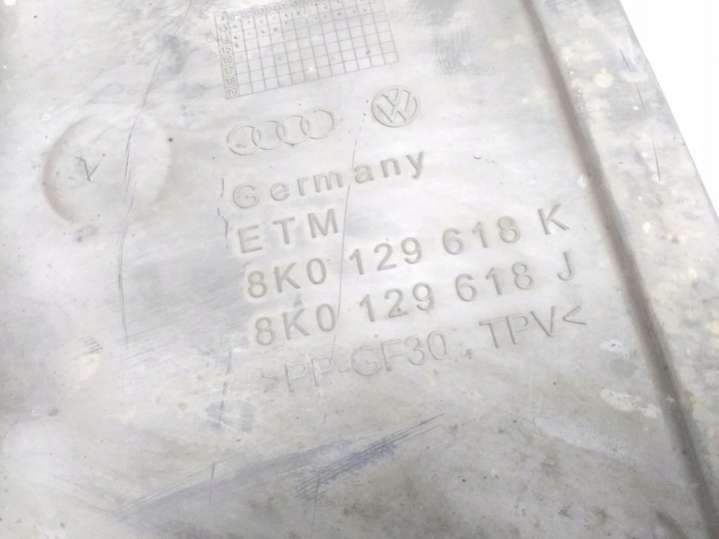 Germany
ETM
8K0 129 618 K
8K0 129 618 J
>PP-GF30, TPV<